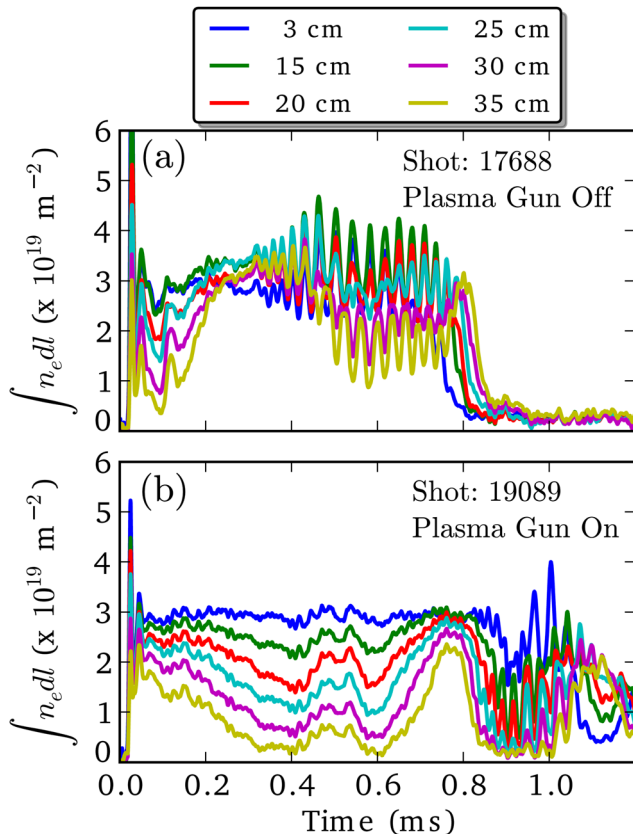 3 cm 25 cm
15 cm 30 cm
20 cm 35 cm
(a) Shot: 17688
Plasma Gun Off
∫ n_e dl (x 10^19 m^−2)
6
5
4
3
2
1
0
(b) Shot: 19089
Plasma Gun On
∫ n_e dl (x 10^19 m^−2)
6
5
4
3
2
1
0
0.0 0.2 0.4 0.6 0.8 1.0
Time (ms)